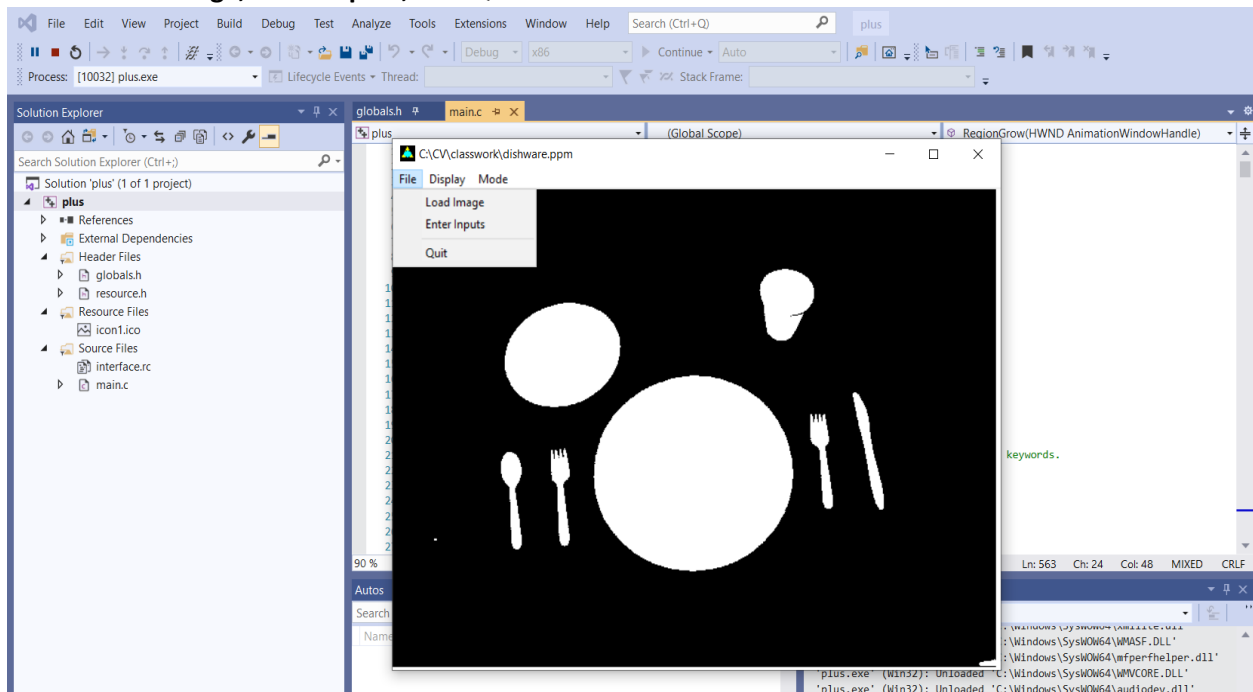 File Edit View Project Build Debug Test Analyze Tools Extensions Window Help Search (Ctrl+Q) plus
Debug x86 Continue Auto
Process: [10032] plus.exe Lifecycle Events Thread: Stack Frame:
Solution Explorer
Search Solution Explorer (Ctrl+;)
Solution 'plus' (1 of 1 project)
plus
References
External Dependencies
Header Files
globals.h
resource.h
Resource Files
icon1.ico
Source Files
interface.rc
main.c
globals.h main.c
plus (Global Scope) RegionGrow(HWND AnimationWindowHandle)
C:\CV\classwork\dishware.ppm
File Display Mode
Load Image
Enter Inputs
Quit
keywords.
90 % Ln: 563 Ch: 24 Col: 48 MIXED CRLF
Autos
Search
Name
:\Windows\SysWOW64\xmllite.dll'
:\Windows\SysWOW64\WMASF.DLL'
:\Windows\SysWOW64\mfperfhelper.dll'
'plus.exe' (Win32): Unloaded 'C:\Windows\SysWOW64\WMVCORE.DLL'
'plus.exe' (Win32): Unloaded 'C:\Windows\SysWOW64\audiodev.dll'